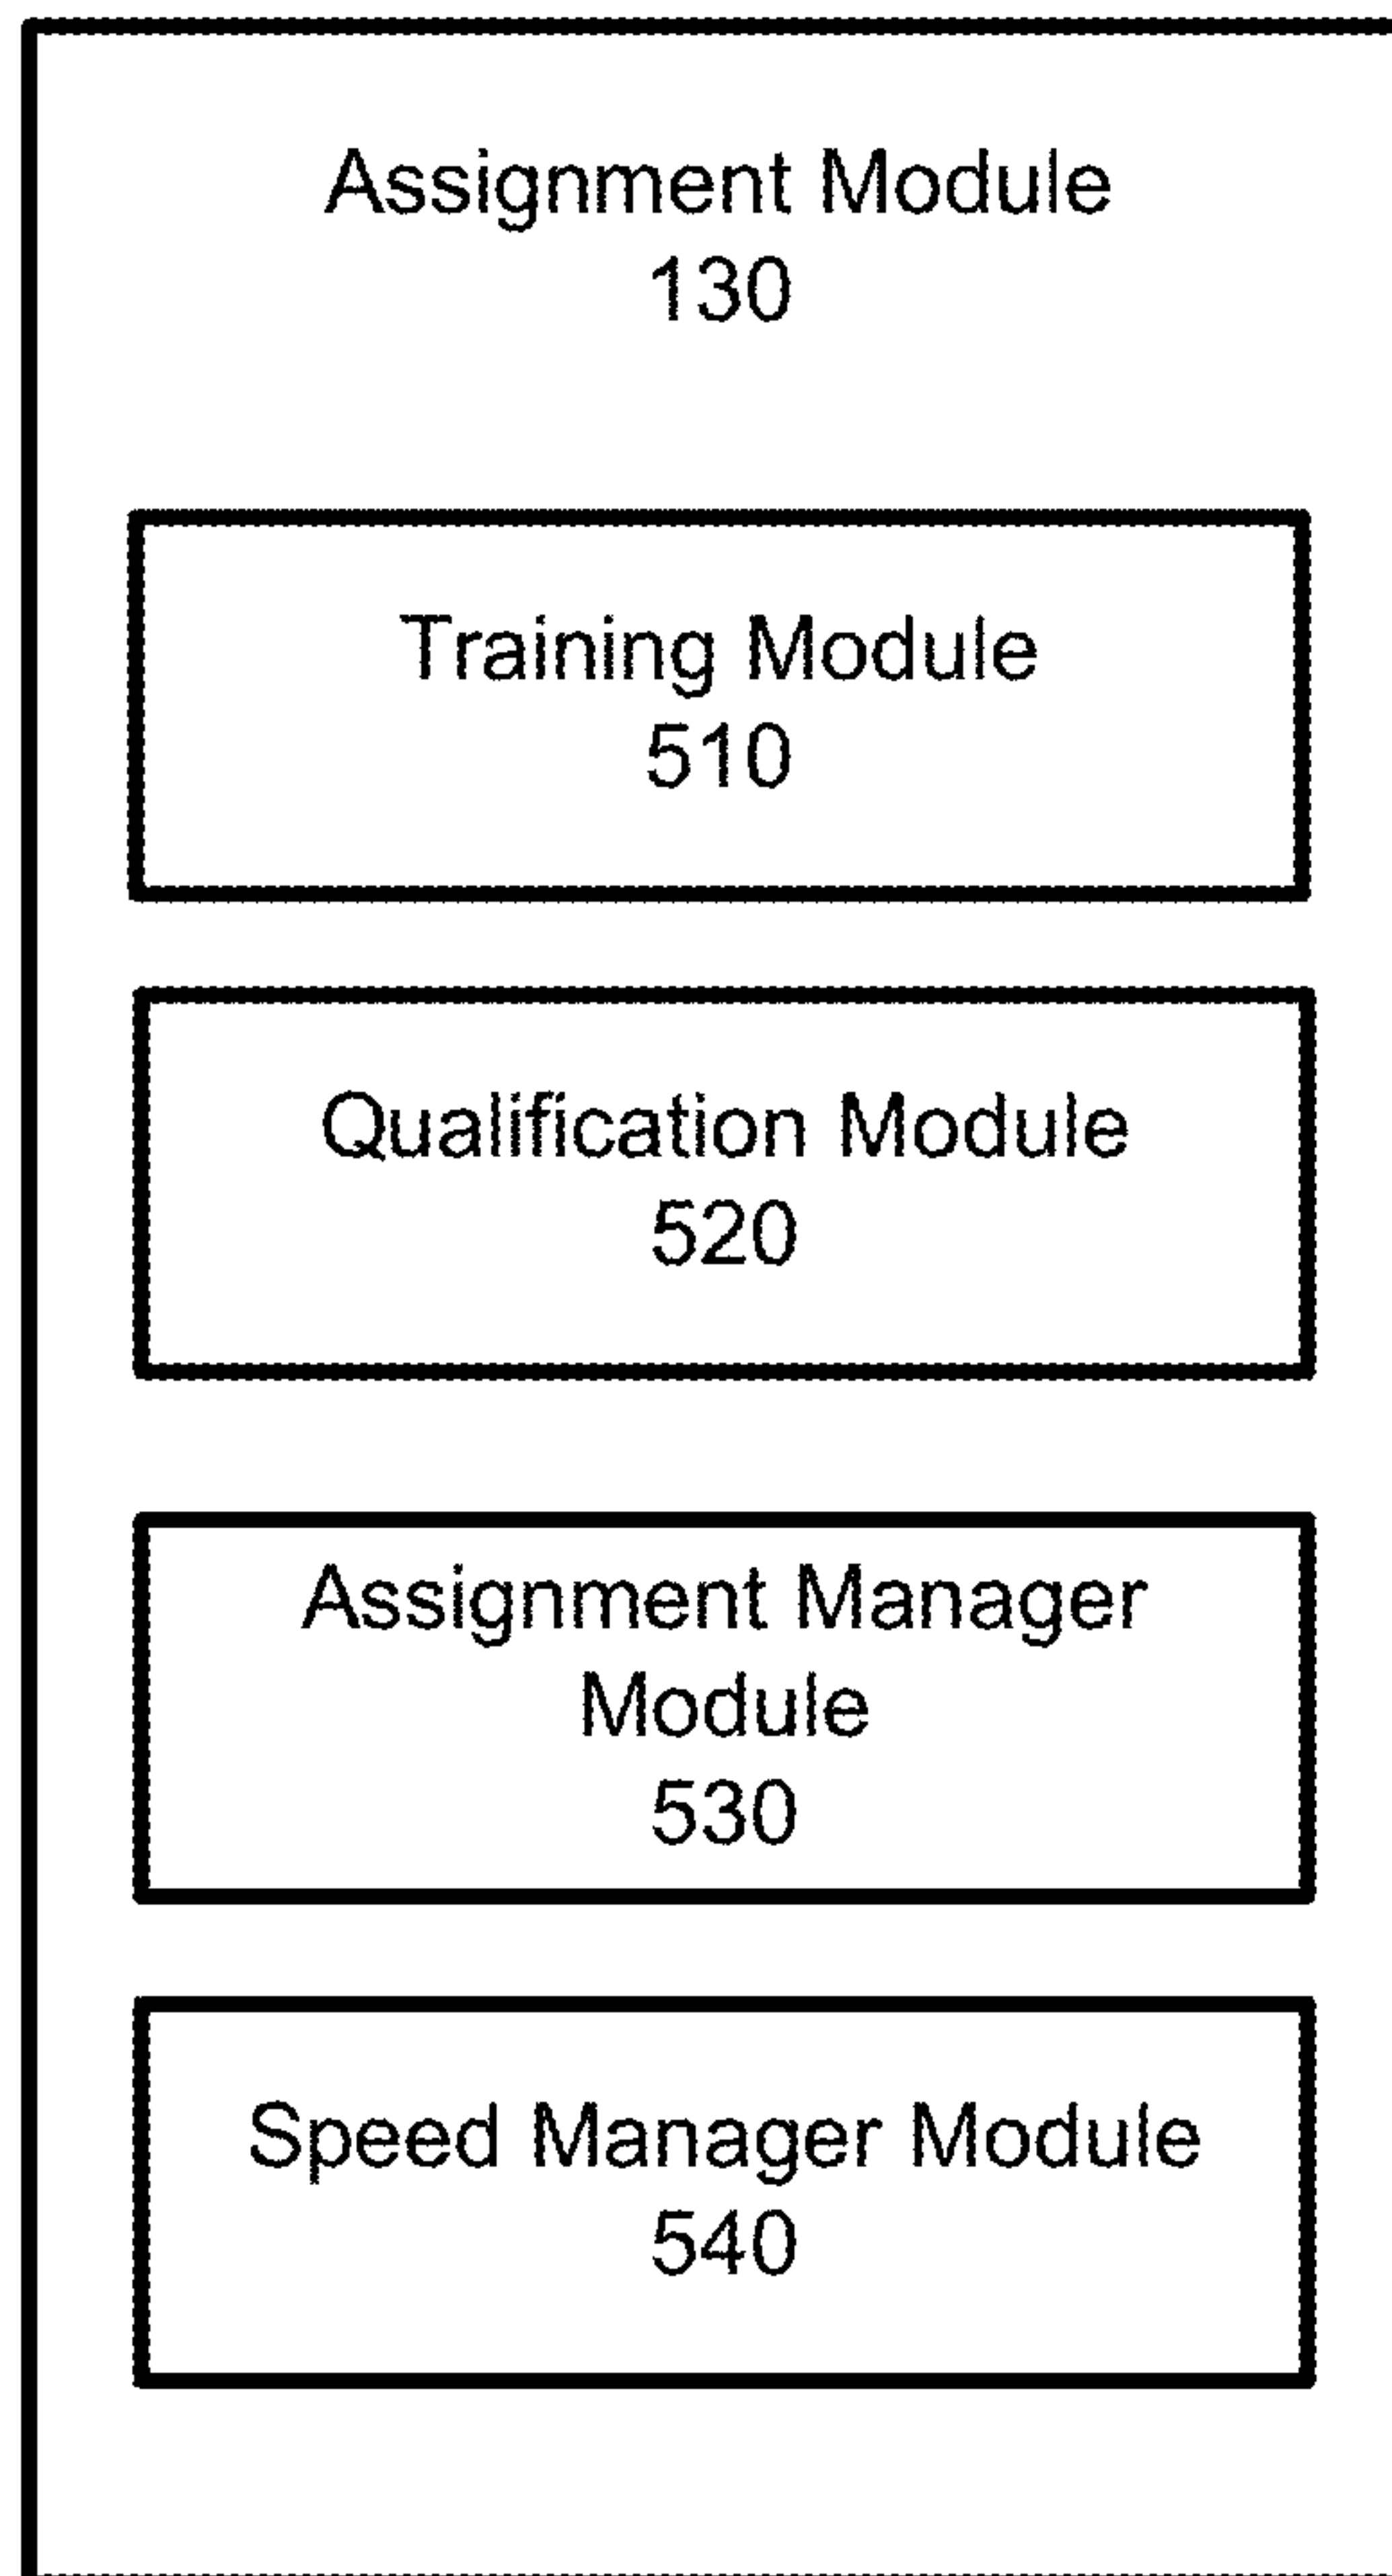 Assignment Module
130
Training Module
510
Qualification Module
520
Assignment Manager
Module
530
Speed Manager Module
540